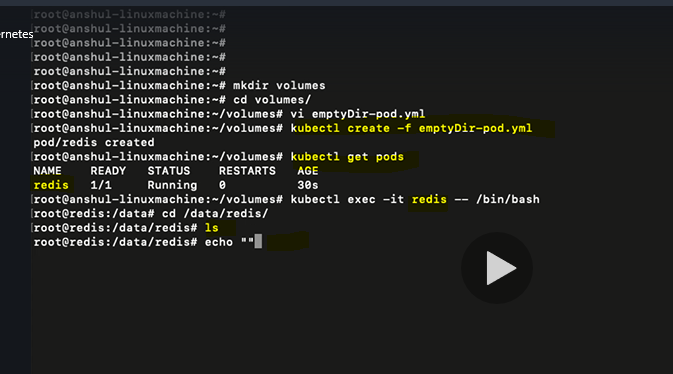 ernetes
root@anshul-linuxmachine:~#
root@anshul-linuxmachine:~#
root@anshul-linuxmachine:~#
root@anshul-linuxmachine:~#
root@anshul-linuxmachine:~#
root@anshul-linuxmachine:~# mkdir volumes
root@anshul-linuxmachine:~# cd volumes/
root@anshul-linuxmachine:~/volumes# vi emptyDir-pod.yml
root@anshul-linuxmachine:~/volumes# kubectl create -f emptyDir-pod.yml
pod/redis created
root@anshul-linuxmachine:~/volumes# kubectl get pods
NAME READY STATUS RESTARTS AGE
redis 1/1 Running 0 30s
root@anshul-linuxmachine:~/volumes# kubectl exec -it redis -- /bin/bash
root@redis:/data# cd /data/redis/
root@redis:/data/redis# ls
root@redis:/data/redis# echo ""